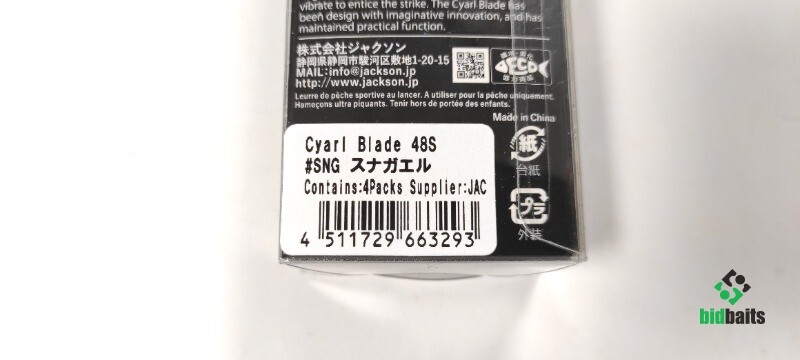 vibrate to entice the strike. The Cyarl Blade has
been design with imaginative innovation, and has
maintained practical function.
株式会社ジャクソン
静岡県静岡市駿河区敷地1-20-15
MAIL:info@jackson.jp
http://www.jackson.jp
ECO
Leurre de pêche sportive au lancer. A utiliser pour la pêche uniquement.
Hameçons ultra piquants. Tenir hors de portée des enfants.
Made in China
Cyarl Blade 48S
#SNG スナガエル
Contains:4Packs Supplier:JAC
4 511729 663293
紙
台紙
プラ
外装
bidbaits